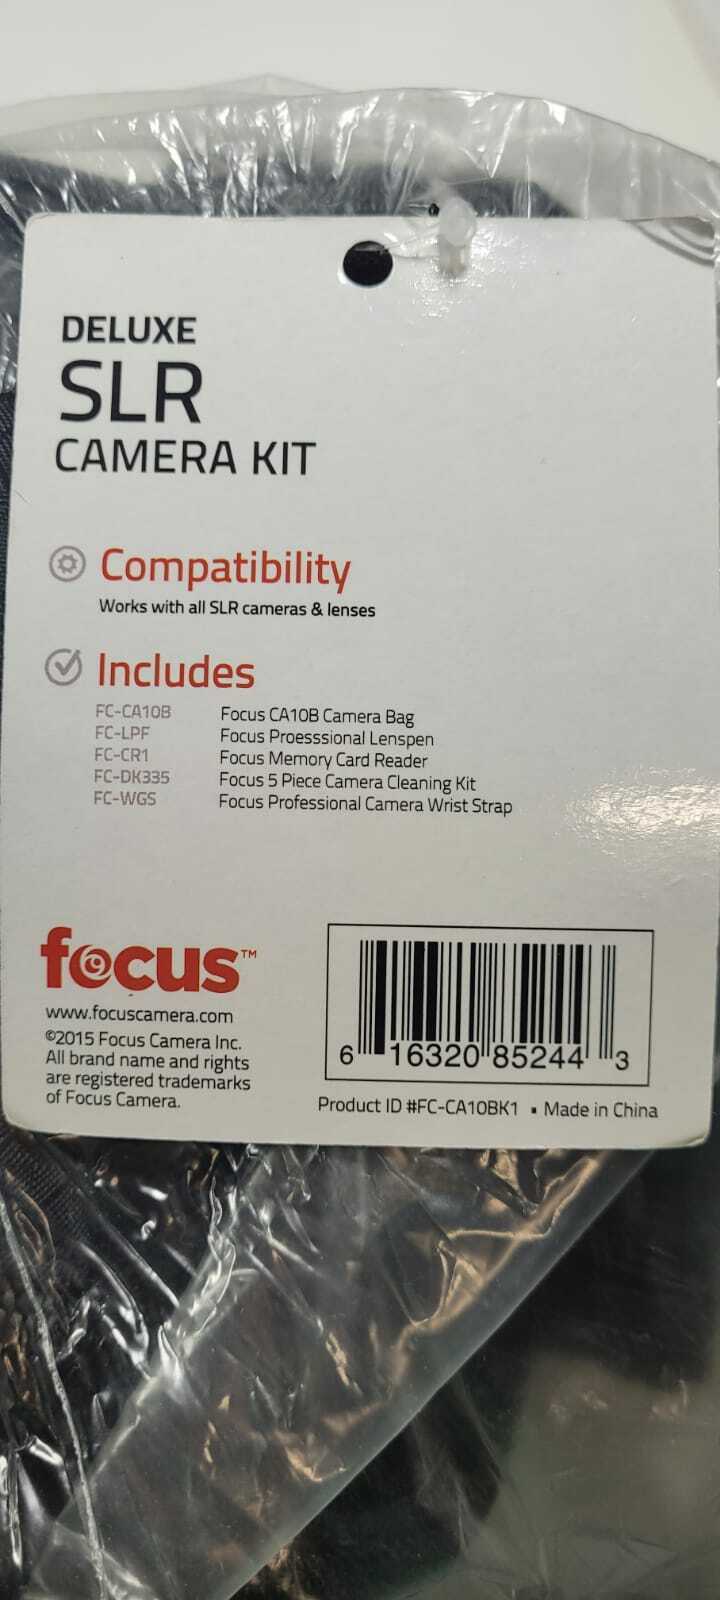 DELUXE
SLR
CAMERA KIT
Compatibility
Works with all SLR cameras & lenses
Includes
FC-CA10B Focus CA10B Camera Bag
FC-LPF Focus Proesssional Lenspen
FC-CR1 Focus Memory Card Reader
FC-DK335 Focus 5 Piece Camera Cleaning Kit
FC-WGS Focus Professional Camera Wrist Strap
focus™
www.focuscamera.com
©2015 Focus Camera Inc.
All brand name and rights
are registered trademarks
of Focus Camera.
6 16320 85244 3
Product ID #FC-CA10BK1 ▪ Made in China